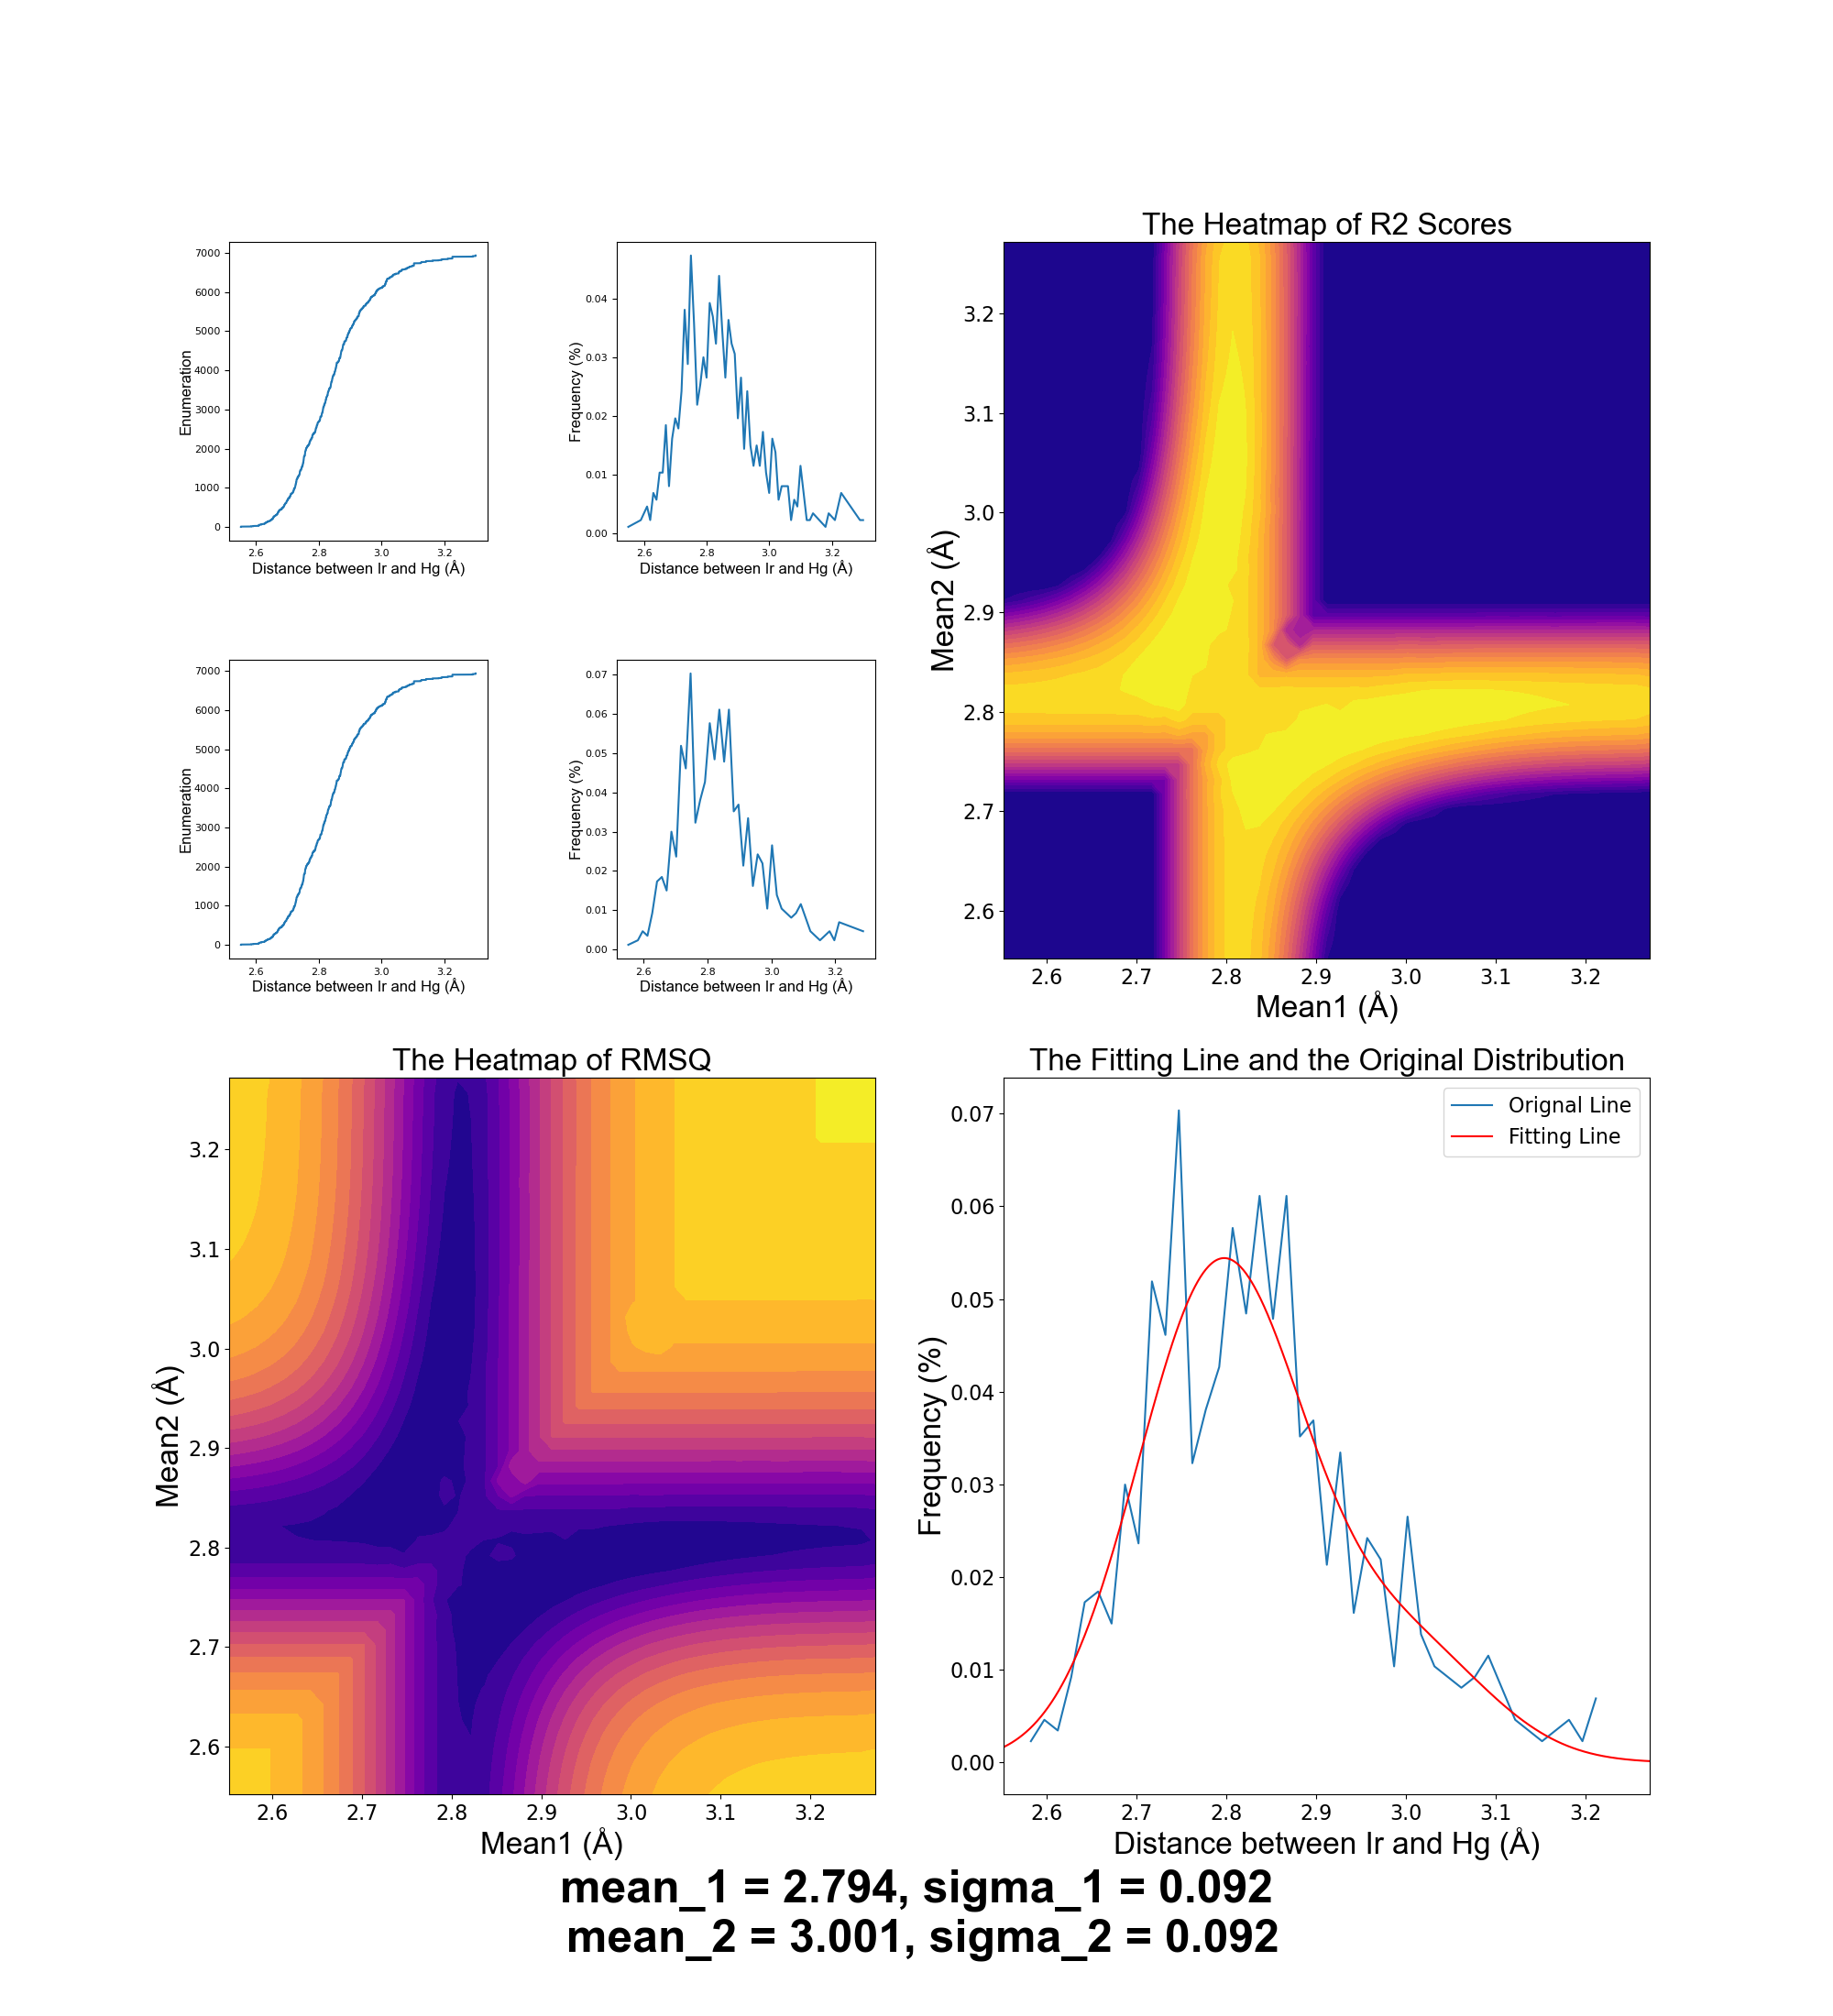 7000
6000
5000
4000
3000
2000
1000
0
Enumeration
2.6 2.8 3.0 3.2
Distance between Ir and Hg (Å)
0.04
0.03
0.02
0.01
0.00
Frequency (%)
2.6 2.8 3.0 3.2
Distance between Ir and Hg (Å)
The Heatmap of R2 Scores
3.2
3.1
3.0
2.9
2.8
2.7
2.6
Mean2 (Å)
2.6 2.7 2.8 2.9 3.0 3.1 3.2
Mean1 (Å)
7000
6000
5000
4000
3000
2000
1000
0
Enumeration
2.6 2.8 3.0 3.2
Distance between Ir and Hg (Å)
0.07
0.06
0.05
0.04
0.03
0.02
0.01
0.00
Frequency (%)
2.6 2.8 3.0 3.2
Distance between Ir and Hg (Å)
The Heatmap of RMSQ
3.2
3.1
3.0
2.9
2.8
2.7
2.6
Mean2 (Å)
2.6 2.7 2.8 2.9 3.0 3.1 3.2
Mean1 (Å)
The Fitting Line and the Original Distribution
Orignal Line
Fitting Line
0.07
0.06
0.05
0.04
0.03
0.02
0.01
0.00
Frequency (%)
2.6 2.7 2.8 2.9 3.0 3.1 3.2
Distance between Ir and Hg (Å)
mean_1 = 2.794, sigma_1 = 0.092
mean_2 = 3.001, sigma_2 = 0.092